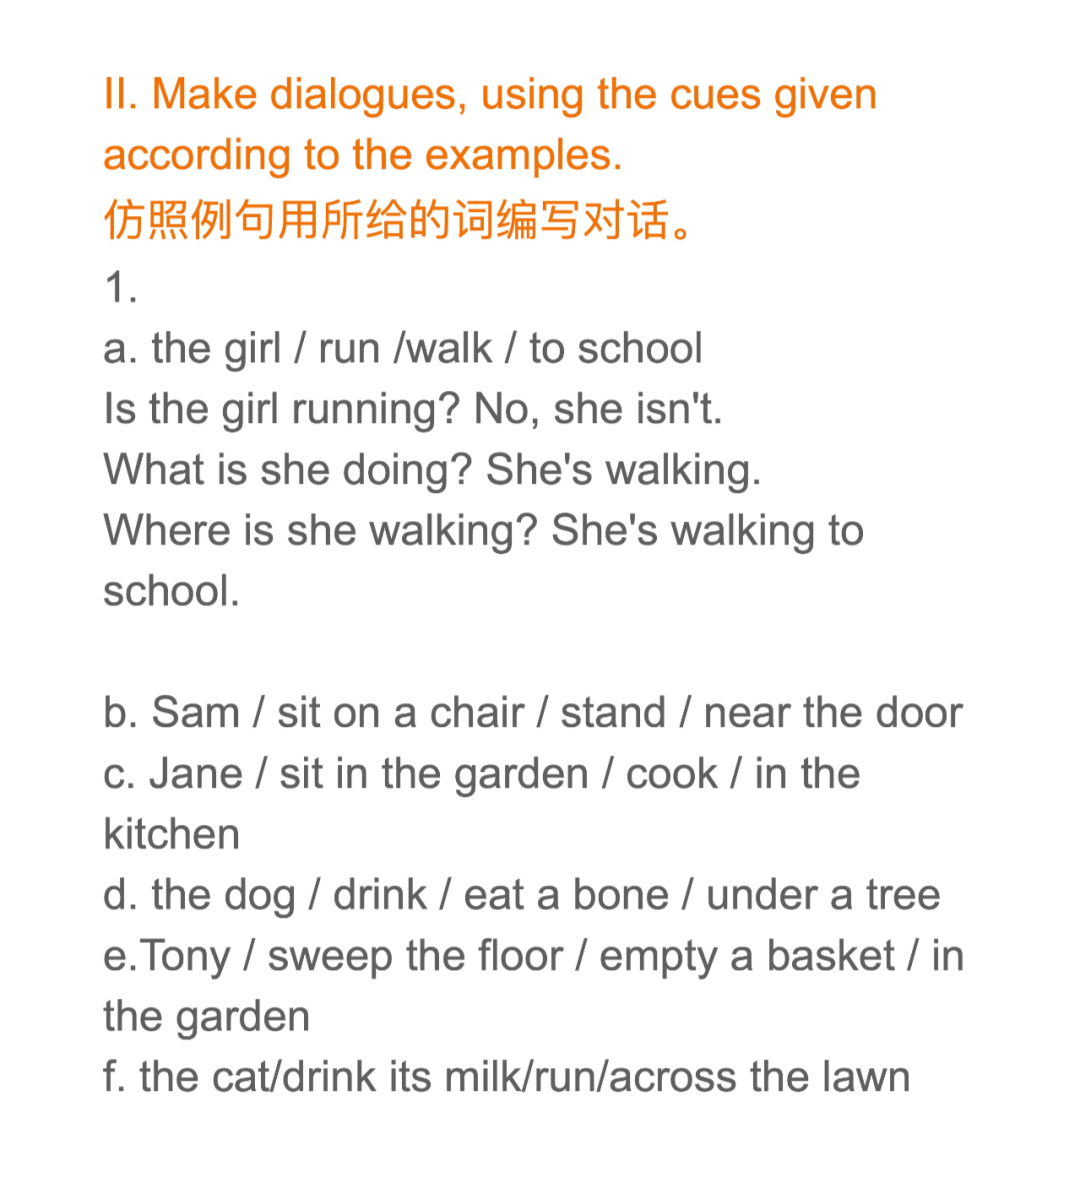 II. Make dialogues, using the cues given
according to the examples.
仿照例句用所给的词编写对话。
1.
a. the girl / run /walk / to school
Is the girl running? No, she isn't.
What is she doing? She's walking.
Where is she walking? She's walking to
school.
b. Sam / sit on a chair / stand / near the door
c. Jane / sit in the garden / cook / in the
kitchen
d. the dog / drink / eat a bone / under a tree
e.Tony / sweep the floor / empty a basket / in
the garden
f. the cat/drink its milk/run/across the lawn